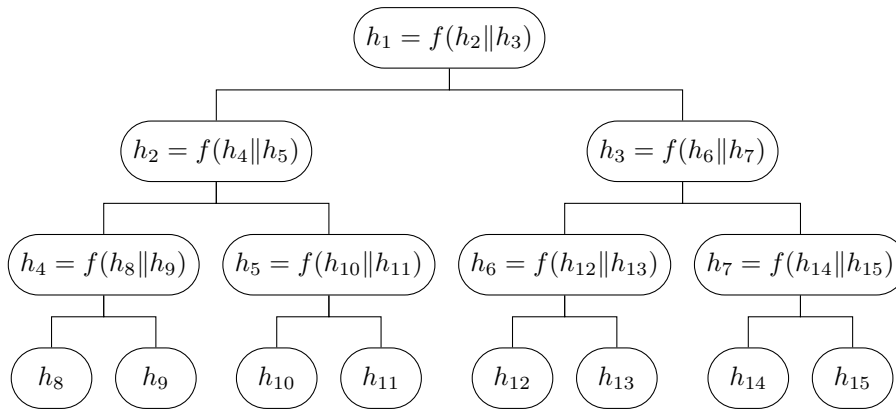 h₁ = f(h₂∥h₃)
h₂ = f(h₄∥h₅) h₃ = f(h₆∥h₇)
h₄ = f(h₈∥h₉) h₅ = f(h₁₀∥h₁₁) h₆ = f(h₁₂∥h₁₃) h₇ = f(h₁₄∥h₁₅)
h₈ h₉ h₁₀ h₁₁ h₁₂ h₁₃ h₁₄ h₁₅